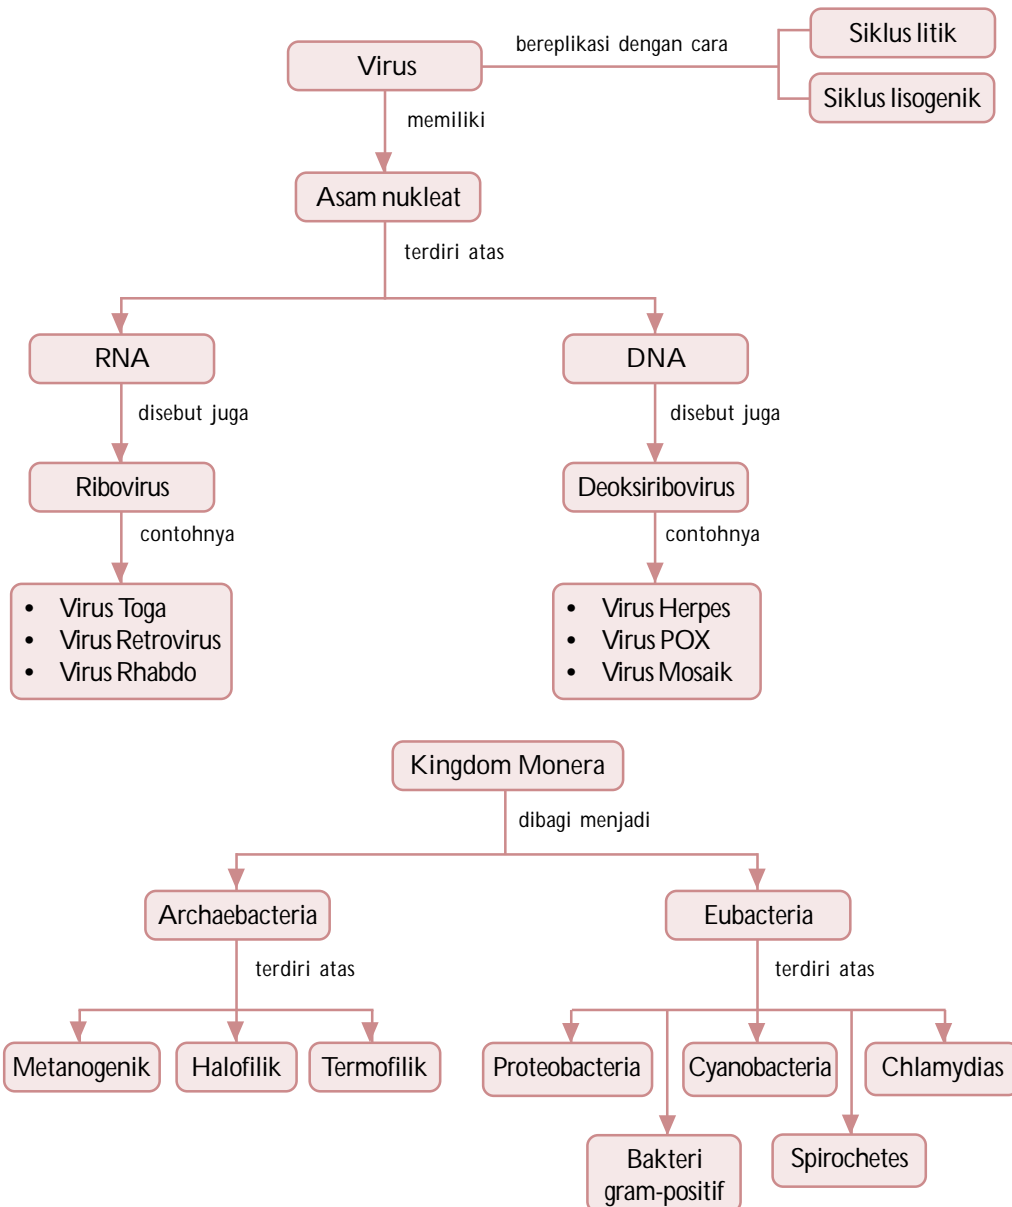 Siklus litik
bereplikasi dengan cara
Virus
Siklus lisogenik
memiliki
Asam nukleat
terdiri atas
RNA
DNA
disebut juga
disebut juga
Ribovirus
Deoksiribovirus
contohnya
contohnya
• Virus Toga
• Virus Retrovirus
• Virus Rhabdo
• Virus Herpes
• Virus POX
• Virus Mosaik
Kingdom Monera
dibagi menjadi
Archaebacteria
Eubacteria
terdiri atas
terdiri atas
Metanogenik
Halofilik
Termofilik
Proteobacteria
Cyanobacteria
Chlamydias
Bakteri
gram-positif
Spirochetes